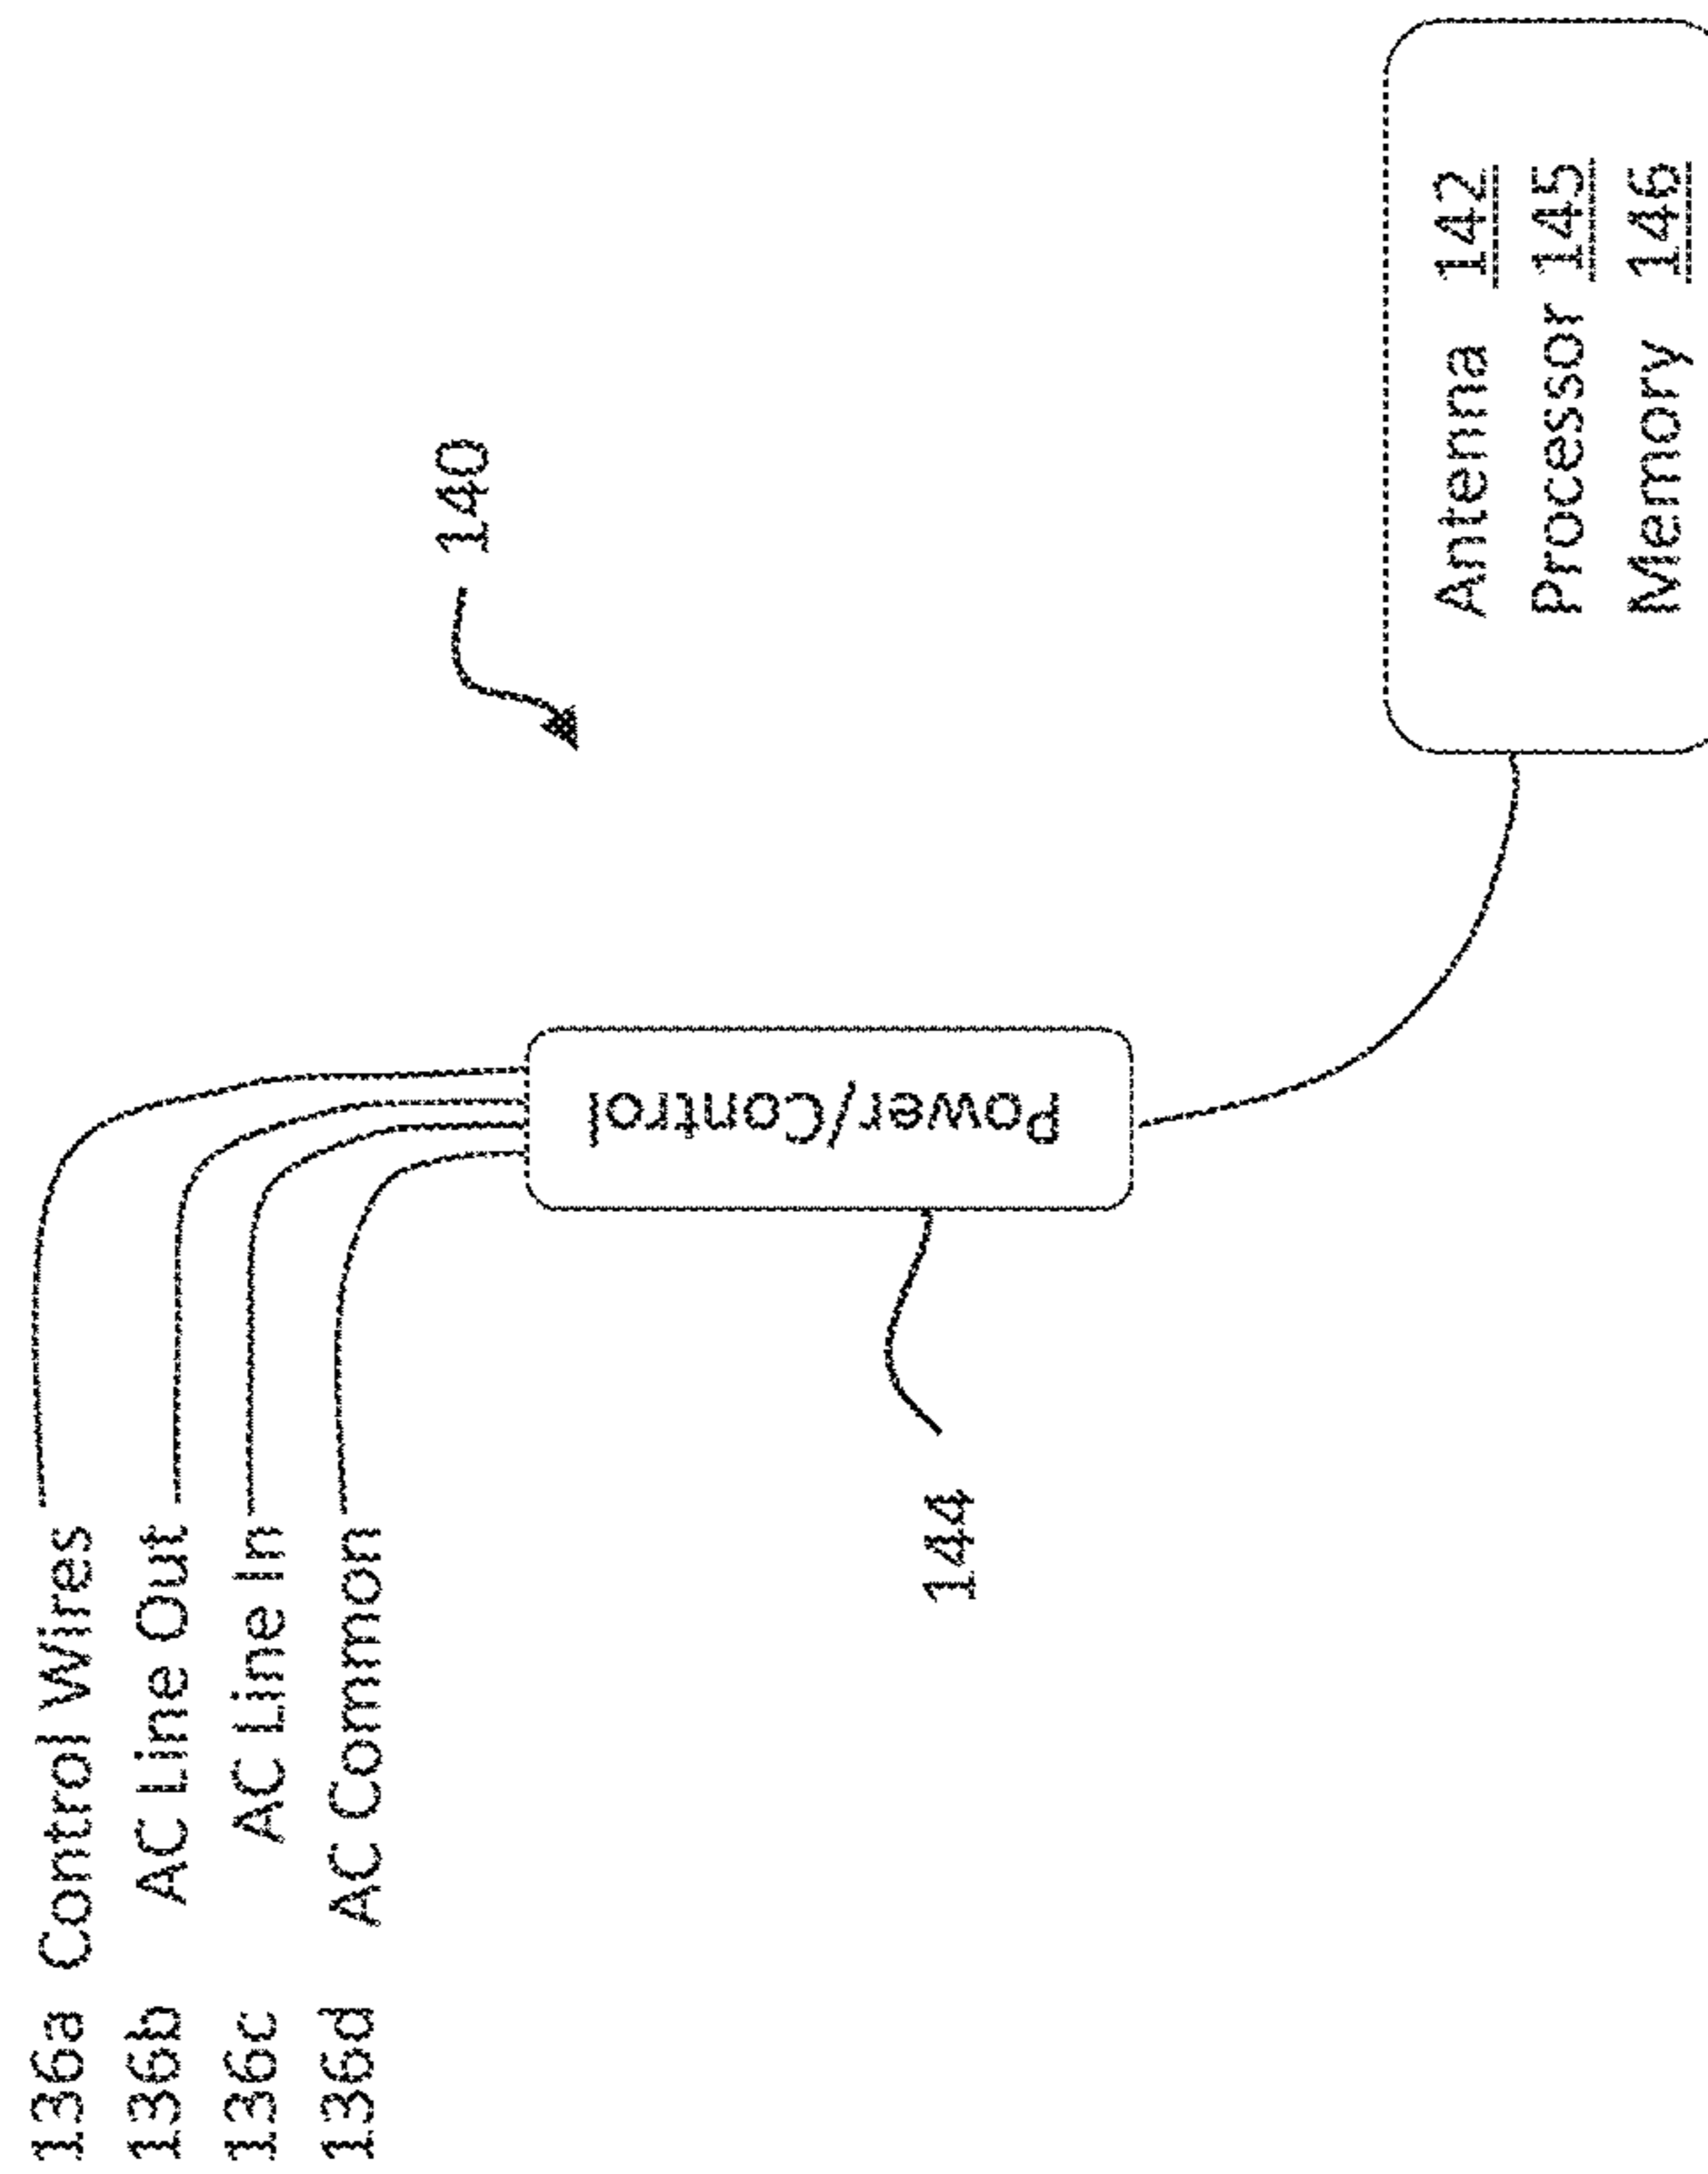 136a Control Wires
136b AC Line Out
136c AC Line In
136d AC Common
140
Power/Control
144
Antenna 142
Processor 145
Memory 146